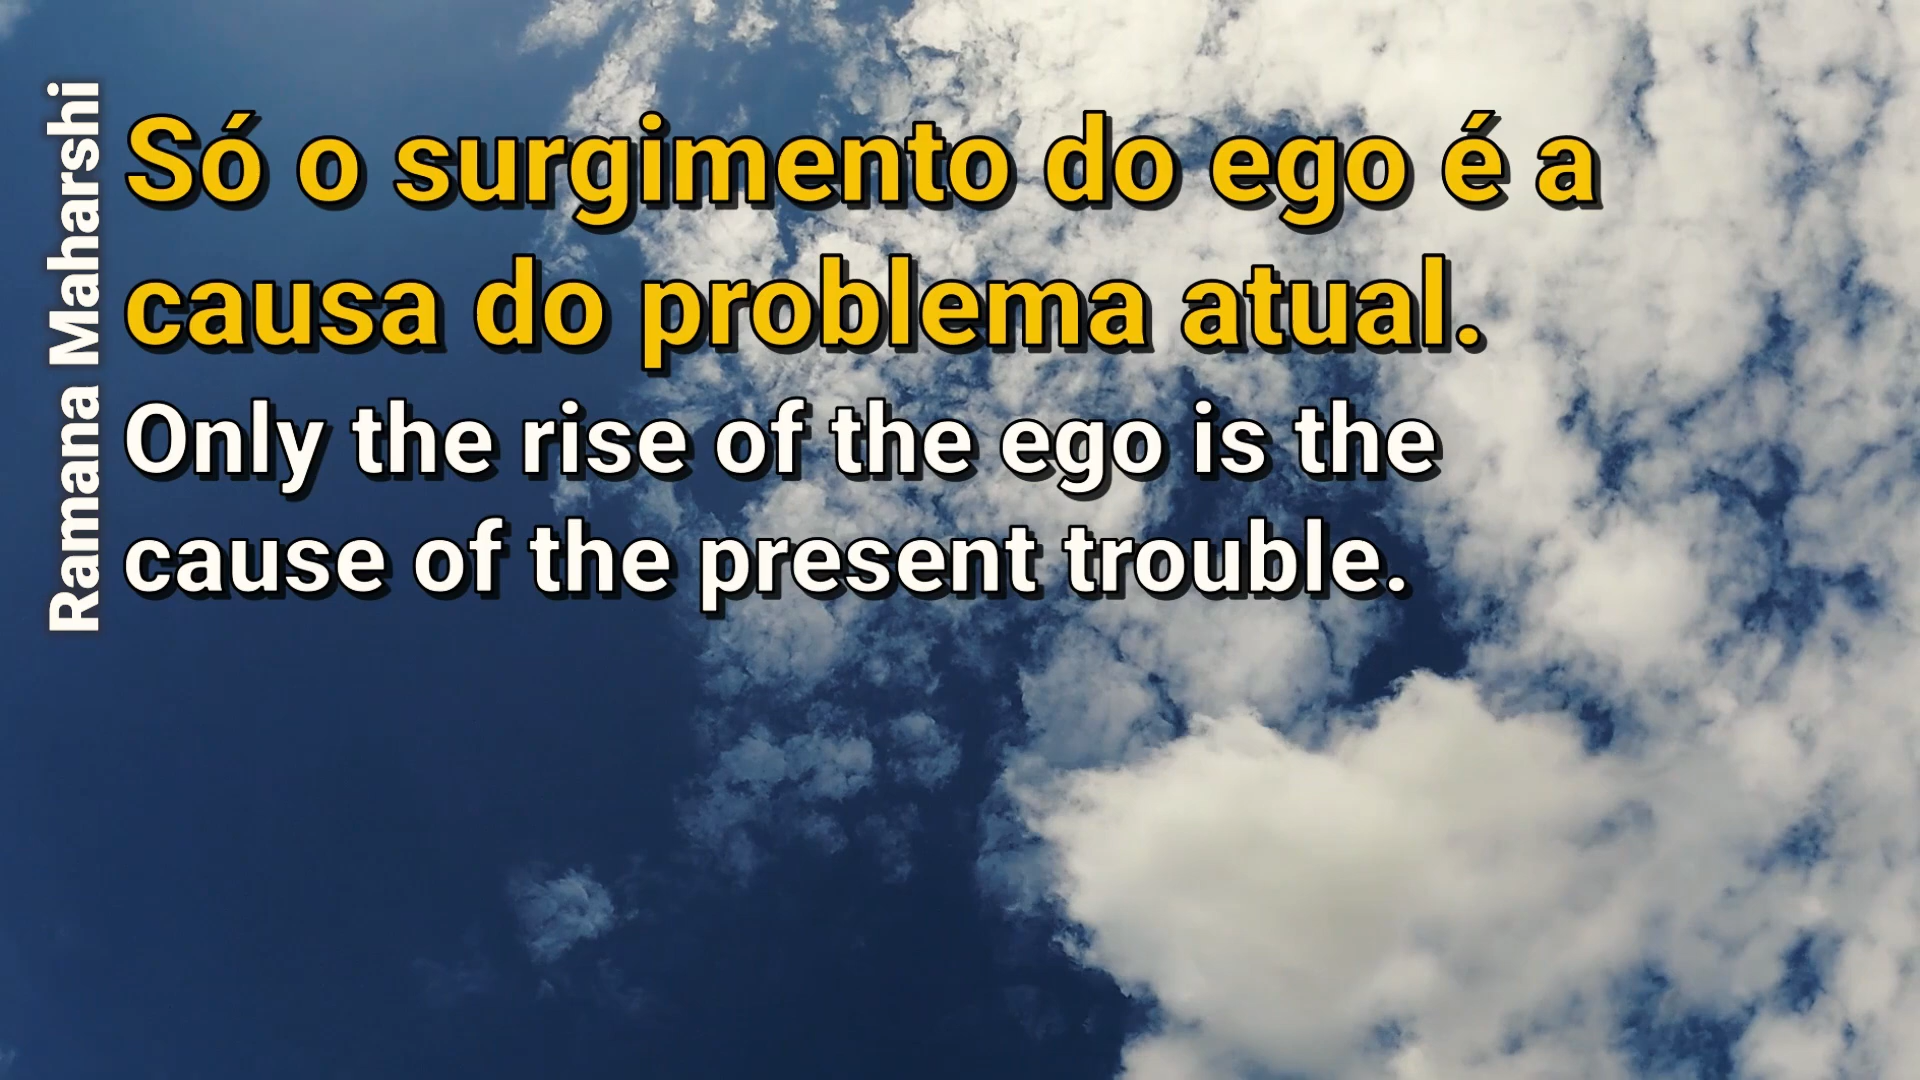 Ramana Maharshi
Só o surgimento do ego é a
causa do problema atual.
Only the rise of the ego is the
cause of the present trouble.